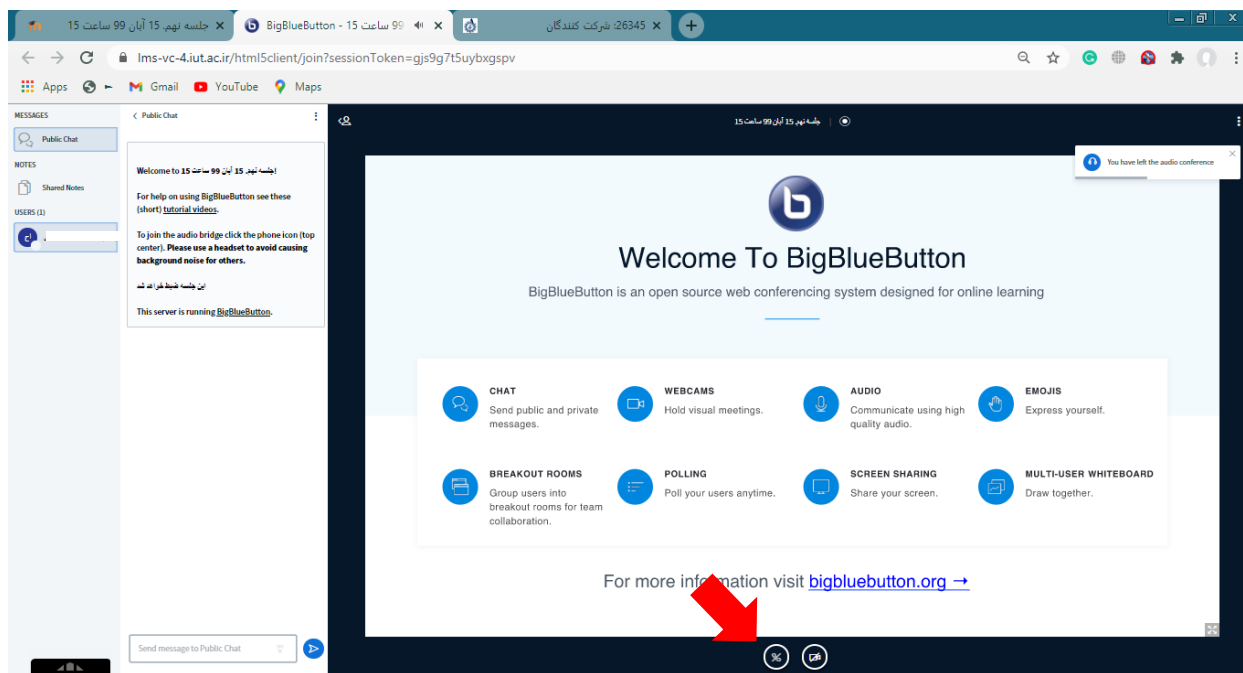 جلسه نهم، 15 آبان 99 ساعت 15
BigBlueButton - 15 ساعت 99
26345: شرکت کنندگان
lms-vc-4.iut.ac.ir/html5client/join?sessionToken=gjs9g7t5uybxgspv
Apps
Gmail
YouTube
Maps
MESSAGES
Public Chat
NOTES
Shared Notes
USERS (1)
Public Chat
Welcome to جلسه نهم، 15 آبان 99 ساعت 15!
For help on using BigBlueButton see these
(short) tutorial videos.
To join the audio bridge click the phone icon (top
center). Please use a headset to avoid causing
background noise for others.
این جلسه ضبط خواهد شد
This server is running BigBlueButton.
Send message to Public Chat
جلسه نهم، 15 آبان 99 ساعت 15
You have left the audio conference
Welcome To BigBlueButton
BigBlueButton is an open source web conferencing system designed for online learning
CHAT
Send public and private
messages.
WEBCAMS
Hold visual meetings.
AUDIO
Communicate using high
quality audio.
EMOJIS
Express yourself.
BREAKOUT ROOMS
Group users into
breakout rooms for team
collaboration.
POLLING
Poll your users anytime.
SCREEN SHARING
Share your screen.
MULTI-USER WHITEBOARD
Draw together.
For more information visit bigbluebutton.org →